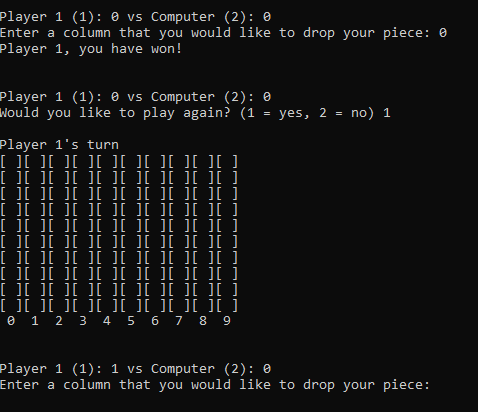 Player 1 (1): 0 vs Computer (2): 0
Enter a column that you would like to drop your piece: 0
Player 1, you have won!
Player 1 (1): 0 vs Computer (2): 0
Would you like to play again? (1 = yes, 2 = no) 1
Player 1's turn
[ ][ ][ ][ ][ ][ ][ ][ ][ ][ ]
[ ][ ][ ][ ][ ][ ][ ][ ][ ][ ]
[ ][ ][ ][ ][ ][ ][ ][ ][ ][ ]
[ ][ ][ ][ ][ ][ ][ ][ ][ ][ ]
[ ][ ][ ][ ][ ][ ][ ][ ][ ][ ]
[ ][ ][ ][ ][ ][ ][ ][ ][ ][ ]
[ ][ ][ ][ ][ ][ ][ ][ ][ ][ ]
[ ][ ][ ][ ][ ][ ][ ][ ][ ][ ]
[ ][ ][ ][ ][ ][ ][ ][ ][ ][ ]
[ ][ ][ ][ ][ ][ ][ ][ ][ ][ ]
0 1 2 3 4 5 6 7 8 9
Player 1 (1): 1 vs Computer (2): 0
Enter a column that you would like to drop your piece: